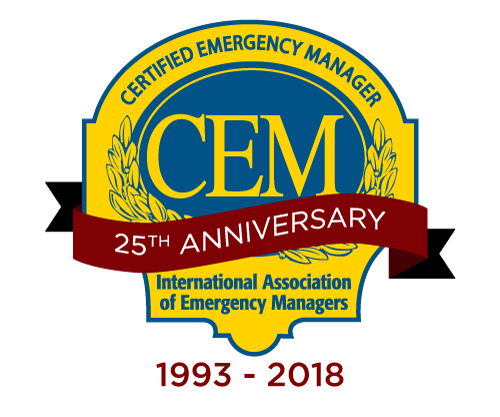 CERTIFIED EMERGENCY MANAGER
CEM
25TH ANNIVERSARY
International Association
of Emergency Managers
1993 - 2018